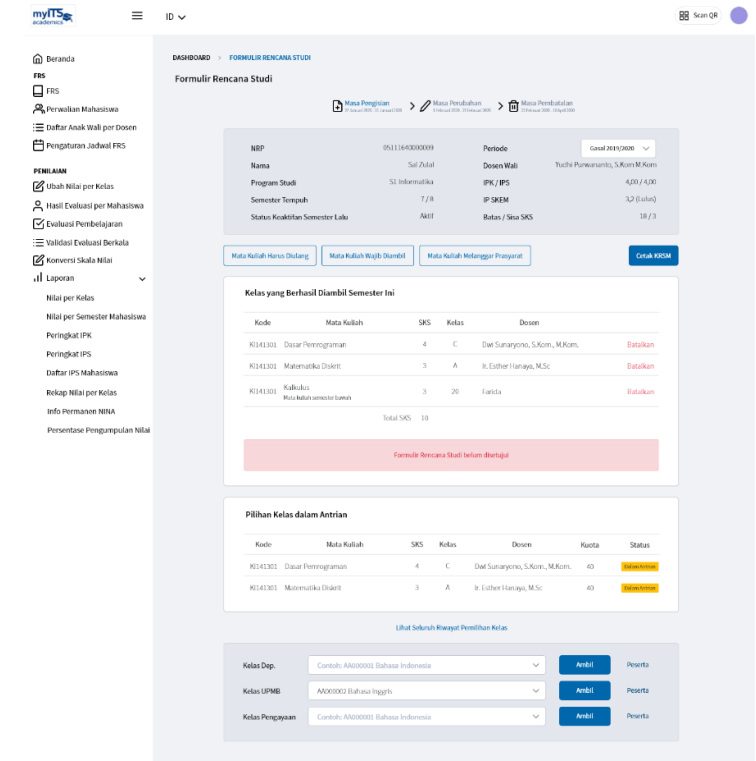 myITS
academics
ID
Scan QR
Beranda
FRS
FRS
Perwalian Mahasiswa
Daftar Anak Wali per Dosen
Pengaturan Jadwal FRS
PENILAIAN
Ubah Nilai per Kelas
Hasil Evaluasi per Mahasiswa
Evaluasi Pembelajaran
Validasi Evaluasi Berkala
Konversi Skala Nilai
Laporan
Nilai per Kelas
Nilai per Semester Mahasiswa
Peringkat IPK
Peringkat IPS
Daftar IPS Mahasiswa
Rekap Nilai per Kelas
Info Permanen NINA
Persentase Pengumpulan Nilai
DASHBOARD > FORMULIR RENCANA STUDI
Formulir Rencana Studi
Masa Pengisian
Masa Perubahan
Masa Pembatalan
NRP 05111640000009 Periode Gasal 2019/2020
Nama Sai Zulat Dosen Wali Yudhi Purwananto, S.Kom M.Kom
Program Studi S1 Informatika IPK / IPS 4,00 / 4,00
Semester Tempuh 7 / 8 IP SKEM 3,2 (Lulus)
Status Keaktifan Semester Lalu Aktif Batas / Sisa SKS 18 / 3
Mata Kuliah Harus Diulang Mata Kuliah Wajib Diambil Mata Kuliah Melanggar Prasyarat Cetak KRSM
Kelas yang Berhasil Diambil Semester Ini
Kode Mata Kuliah SKS Kelas Dosen
KI141301 Dasar Pemrograman 4 C Dwi Sunaryono, S.Kom., M.Kom. Batalkan
KI141301 Matematika Diskrit 3 A Ir. Esther Hanaya, M.Sc Batalkan
KI141301 Kalkulus 3 20 Farida Batalkan
Mata kuliah semester bawah
Total SKS 10
Formulir Rencana Studi belum disetujui
Pilihan Kelas dalam Antrian
Kode Mata Kuliah SKS Kelas Dosen Kuota Status
KI141301 Dasar Pemrograman 4 C Dwi Sunaryono, S.Kom., M.Kom. 40 Dalam Antrian
KI141301 Matematika Diskrit 3 A Ir. Esther Hanaya, M.Sc 40 Dalam Antrian
Lihat Seluruh Riwayat Pemilihan Kelas
Kelas Dep. Contoh: AA000001 Bahasa Indonesia Ambil Peserta
Kelas UPMB AA000002 Bahasa Inggris Ambil Peserta
Kelas Pengayaan Contoh: AA000001 Bahasa Indonesia Ambil Peserta